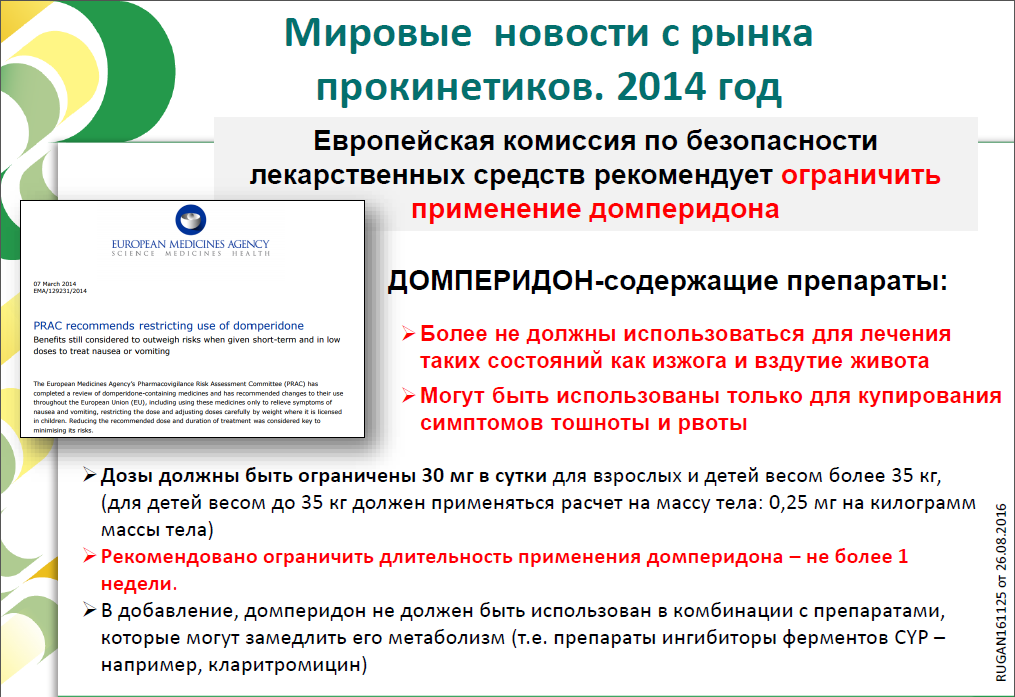 Мировые новости с рынка
прокинетиков. 2014 год
Европейская комиссия по безопасности
лекарственных средств рекомендует ограничить
применение домперидона
EUROPEAN MEDICINES AGENCY
SCIENCE MEDICINES HEALTH
07 March 2014
EMA/129231/2014
PRAC recommends restricting use of domperidone
Benefits still considered to outweigh risks when given short-term and in low
doses to treat nausea or vomiting
The European Medicines Agency's Pharmacovigilance Risk Assessment Committee (PRAC) has
completed a review of domperidone-containing medicines and has recommended changes to their use
throughout the European Union (EU), including using these medicines only to relieve symptoms of
nausea and vomiting, restricting the dose and adjusting doses carefully by weight where it is licensed
in children. Reducing the recommended dose and duration of treatment was considered key to
minimising its risks.
ДОМПЕРИДОН-содержащие препараты:
Более не должны использоваться для лечения
таких состояний как изжога и вздутие живота
Могут быть использованы только для купирования
симптомов тошноты и рвоты
Дозы должны быть ограничены 30 мг в сутки для взрослых и детей весом более 35 кг,
(для детей весом до 35 кг должен применяться расчет на массу тела: 0,25 мг на килограмм
массы тела)
Рекомендовано ограничить длительность применения домперидона – не более 1
недели.
В добавление, домперидон не должен быть использован в комбинации с препаратами,
которые могут замедлить его метаболизм (т.е. препараты ингибиторы ферментов CYP –
например, кларитромицин)
RUGAN161125 от 26.08.2016